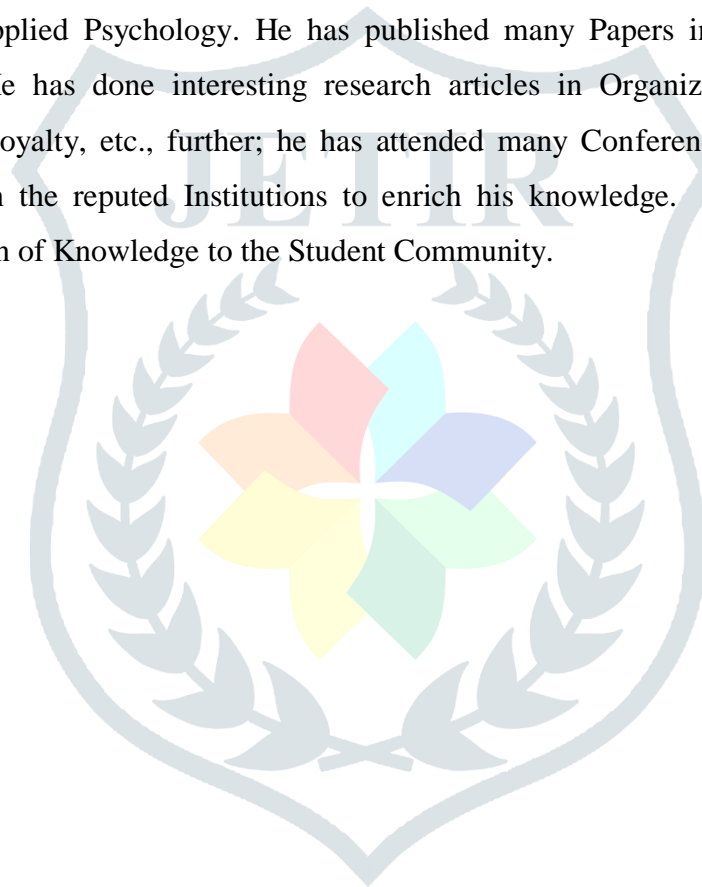 pplied Psychology. He has published many Papers in
e has done interesting research articles in Organiz
oyalty, etc., further; he has attended many Conferen
n the reputed Institutions to enrich his knowledge.
n of Knowledge to the Student Community.
JETIR